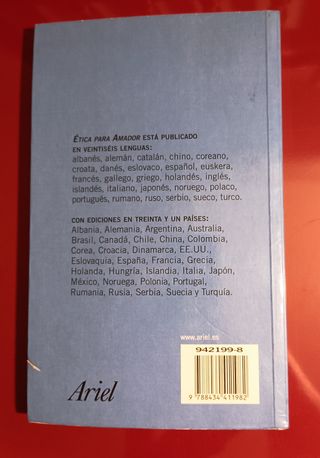 ÉTICA PARA AMADOR ESTÁ PUBLICADO
EN VEINTISÉIS LENGUAS:
albanés, alemán, catalán, chino, coreano,
croata, danés, eslovaco, español, euskera,
francés, gallego, griego, holandés, inglés,
islandés, italiano, japonés, noruego, polaco,
portugués, rumano, ruso, serbio, sueco, turco.
CON EDICIONES EN TREINTA Y UN PAÍSES:
Albania, Alemania, Argentina, Australia,
Brasil, Canadá, Chile, China, Colombia,
Corea, Croacia, Dinamarca, EE.UU.,
Eslovaquia, España, Francia, Grecia,
Holanda, Hungría, Islandia, Italia, Japón,
México, Noruega, Polonia, Portugal,
Rumania, Rusia, Serbia, Suecia y Turquía.
www.ariel.es
942199-8
9 788434 411982
Ariel